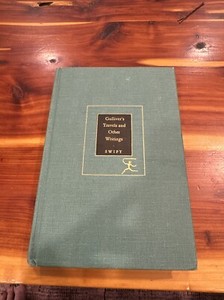 Gulliver's
Travels and
Other
Writings
SWIFT